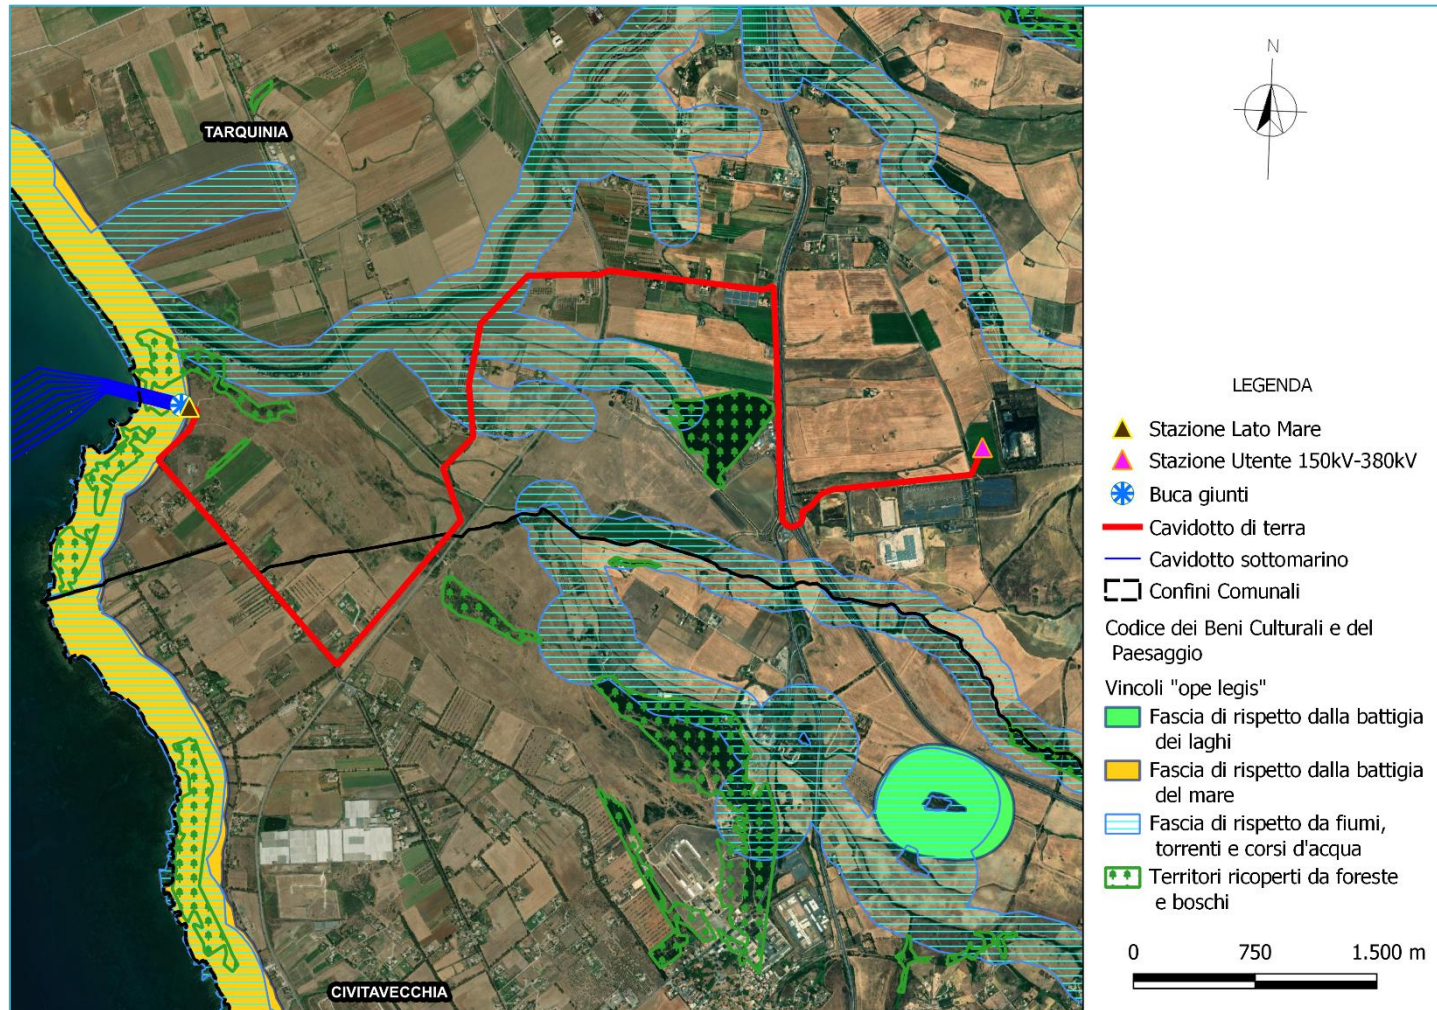 TARQUINIA
CIVITAVECCHIA
N
LEGENDA
Stazione Lato Mare
Stazione Utente 150kV-380kV
Buca giunti
Cavidotto di terra
Cavidotto sottomarino
Confini Comunali
Codice dei Beni Culturali e del
Paesaggio
Vincoli "ope legis"
Fascia di rispetto dalla battigia
dei laghi
Fascia di rispetto dalla battigia
del mare
Fascia di rispetto da fiumi,
torrenti e corsi d'acqua
Territori ricoperti da foreste
e boschi
0 750 1.500 m